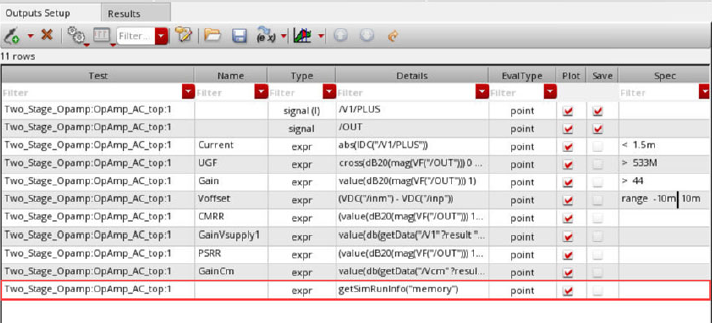 Outputs Setup Results
Filter...
11 rows
Test Name Type Details EvalType Plot Save Spec
Filter Filter Filter Filter Filter Filter
Two_Stage_Opamp:OpAmp_AC_top:1 signal (I) /V1/PLUS point
Two_Stage_Opamp:OpAmp_AC_top:1 signal /OUT point
Two_Stage_Opamp:OpAmp_AC_top:1 Current expr abs(IDC("/V1/PLUS")) point < 1.5m
Two_Stage_Opamp:OpAmp_AC_top:1 UGF expr cross(dB20(mag(VF("/OUT"))) 0 ... point > 533M
Two_Stage_Opamp:OpAmp_AC_top:1 Gain expr value(dB20(mag(VF("/OUT"))) 1) point > 44
Two_Stage_Opamp:OpAmp_AC_top:1 Voffset expr (VDC("/inm") - VDC("/inp")) point range -10m 10m
Two_Stage_Opamp:OpAmp_AC_top:1 CMRR expr (value(dB20(mag(VF("/OUT"))) 1... point
Two_Stage_Opamp:OpAmp_AC_top:1 GainVsupply1 expr value(db(getData("/V1" ?result "... point
Two_Stage_Opamp:OpAmp_AC_top:1 PSRR expr (value(dB20(mag(VF("/OUT"))) 1... point
Two_Stage_Opamp:OpAmp_AC_top:1 GainCm expr value(db(getData("/Vcm" ?resul... point
Two_Stage_Opamp:OpAmp_AC_top:1 expr getSimRunInfo("memory") point